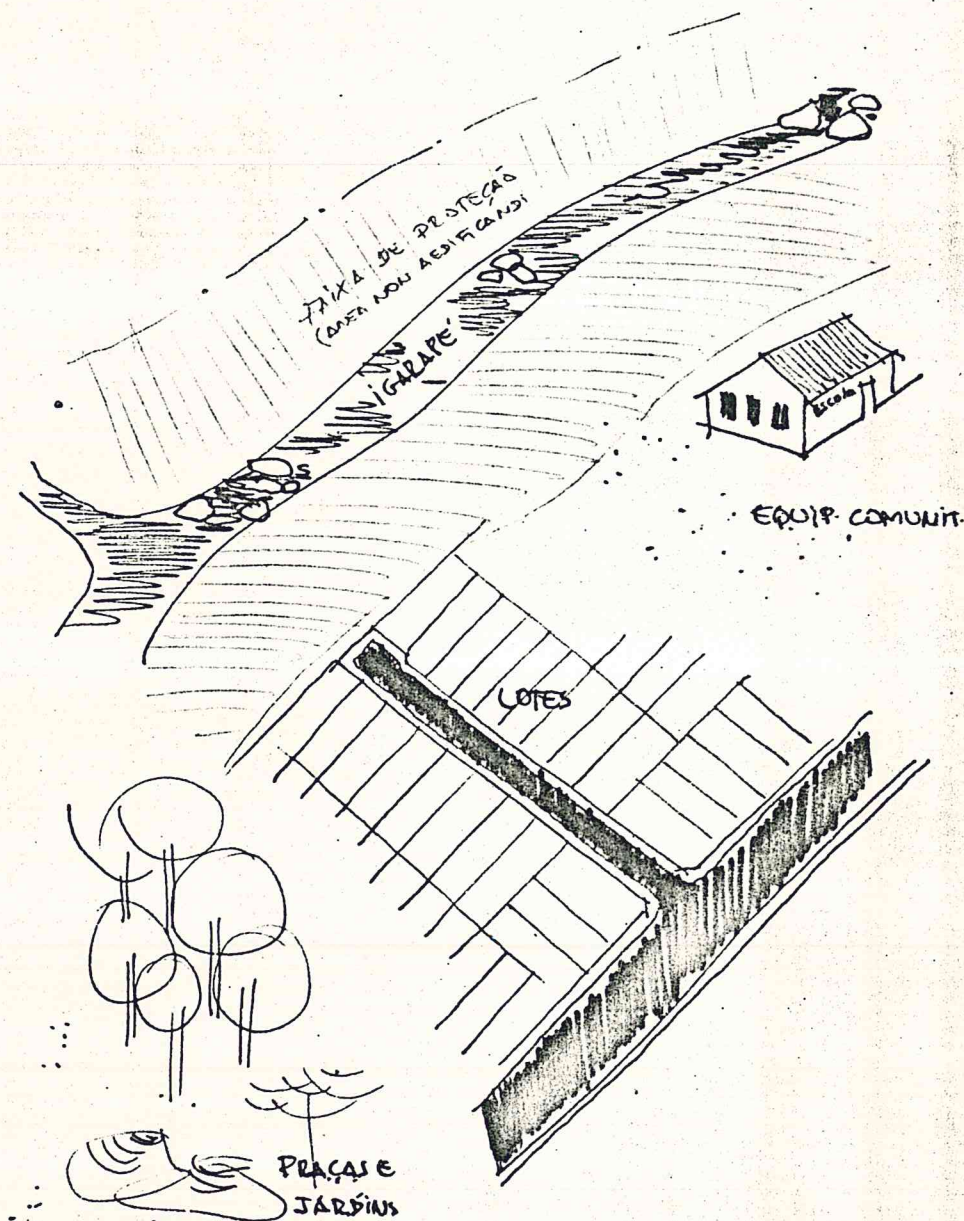 FAIXA DE PROTEÇÃO
(AREA NON AEDIFICANDI
IGARAPÉ
ESCOLA
EQUIP. COMUNIT.
LOTES
PRAÇAS E
JARDINS